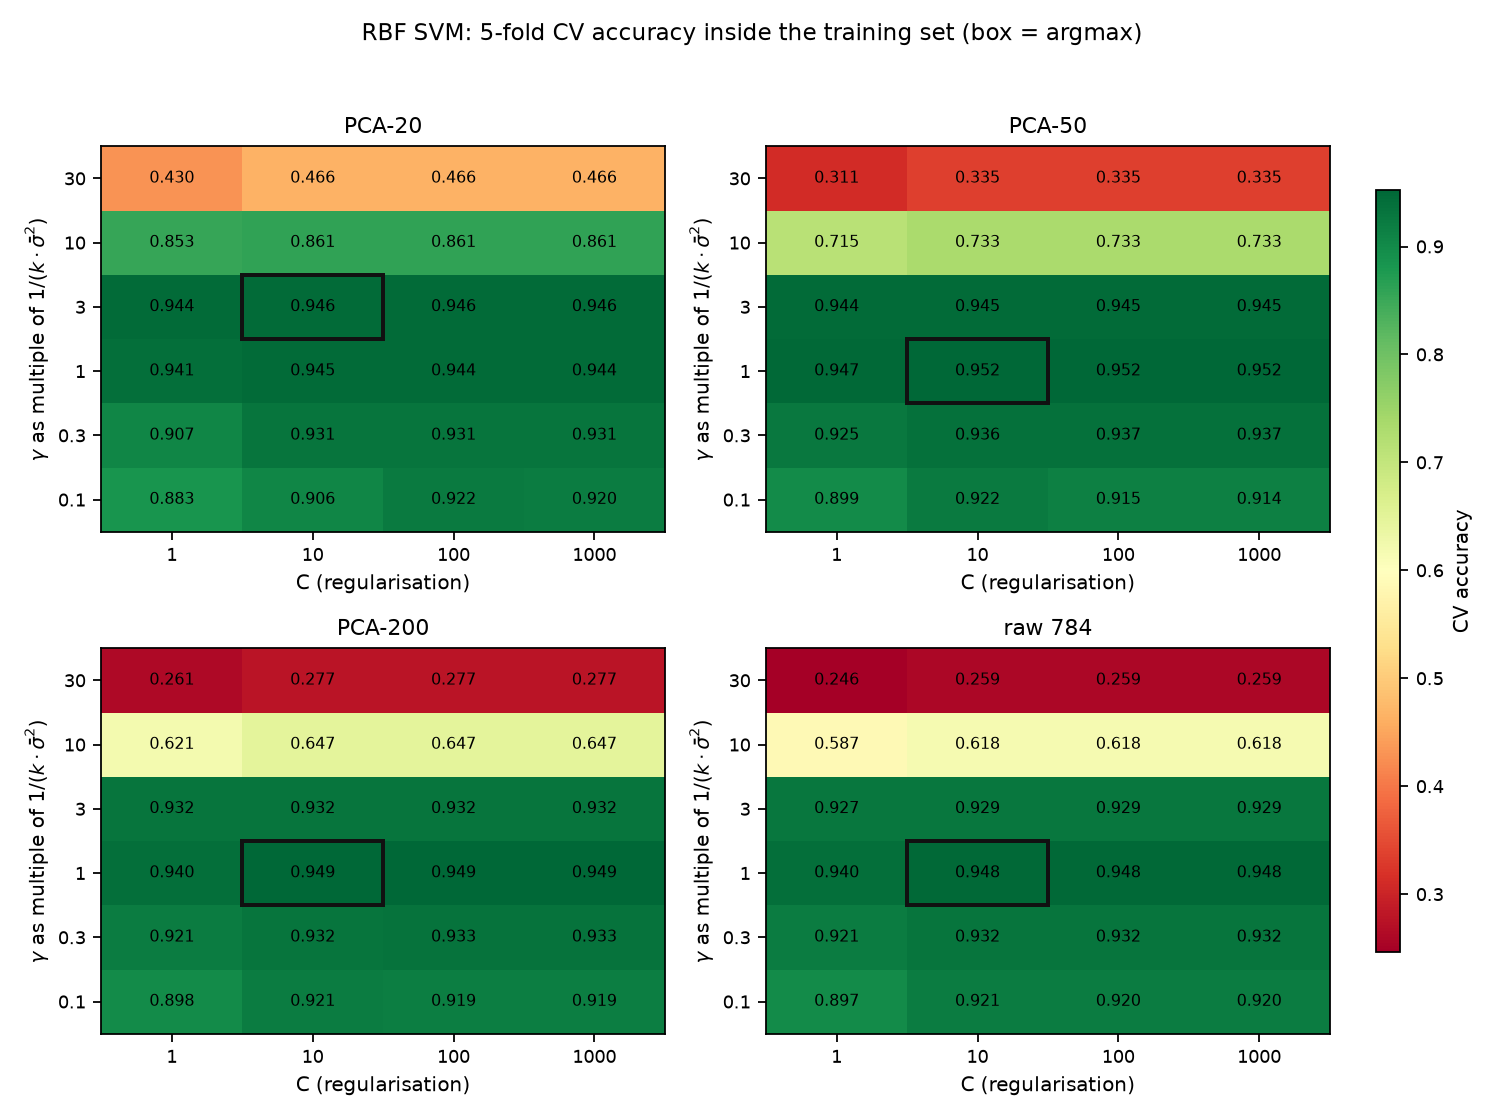 RBF SVM: 5-fold CV accuracy inside the training set (box = argmax)
PCA-20
γ as multiple of 1/(k · σ̄²)
30 0.430 0.466 0.466 0.466
10 0.853 0.861 0.861 0.861
3 0.944 0.946 0.946 0.946
1 0.941 0.945 0.944 0.944
0.3 0.907 0.931 0.931 0.931
0.1 0.883 0.906 0.922 0.920
1 10 100 1000
C (regularisation)
PCA-50
γ as multiple of 1/(k · σ̄²)
30 0.311 0.335 0.335 0.335
10 0.715 0.733 0.733 0.733
3 0.944 0.945 0.945 0.945
1 0.947 0.952 0.952 0.952
0.3 0.925 0.936 0.937 0.937
0.1 0.899 0.922 0.915 0.914
1 10 100 1000
C (regularisation)
PCA-200
γ as multiple of 1/(k · σ̄²)
30 0.261 0.277 0.277 0.277
10 0.621 0.647 0.647 0.647
3 0.932 0.932 0.932 0.932
1 0.940 0.949 0.949 0.949
0.3 0.921 0.932 0.933 0.933
0.1 0.898 0.921 0.919 0.919
1 10 100 1000
C (regularisation)
raw 784
γ as multiple of 1/(k · σ̄²)
30 0.246 0.259 0.259 0.259
10 0.587 0.618 0.618 0.618
3 0.927 0.929 0.929 0.929
1 0.940 0.948 0.948 0.948
0.3 0.921 0.932 0.932 0.932
0.1 0.897 0.921 0.920 0.920
1 10 100 1000
C (regularisation)
0.9
0.8
0.7
0.6
0.5
0.4
0.3
CV accuracy